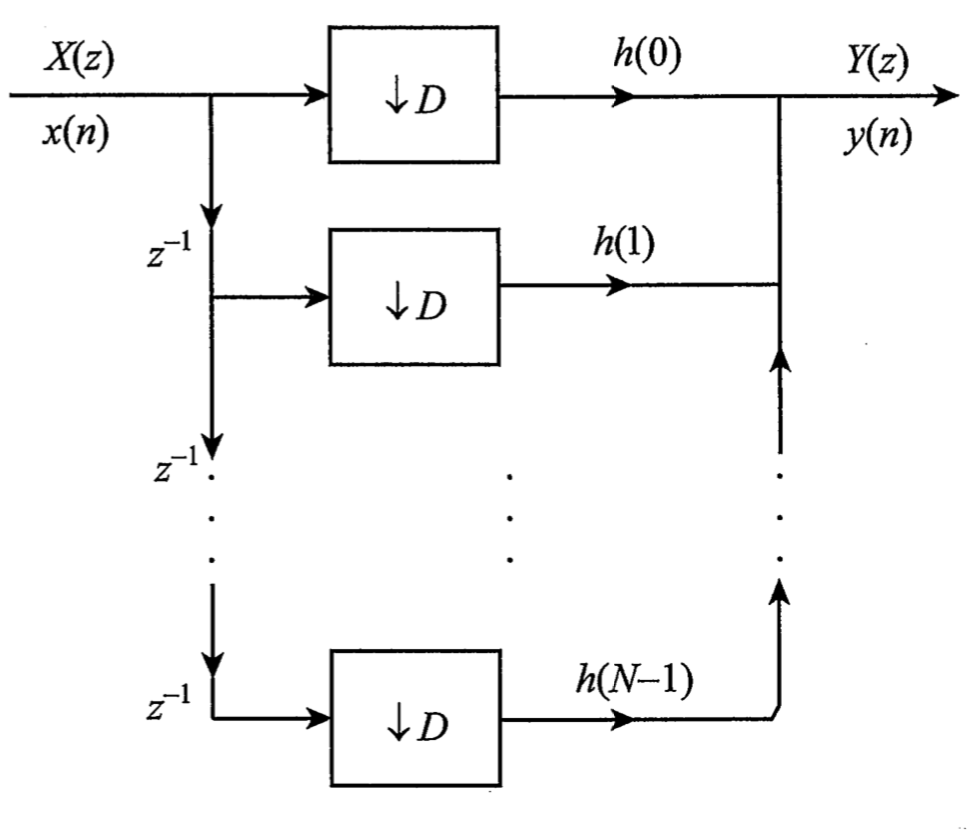 X(z)
x(n)
↓D
h(0)
Y(z)
y(n)
z⁻¹
↓D
h(1)
z⁻¹
z⁻¹
↓D
h(N–1)